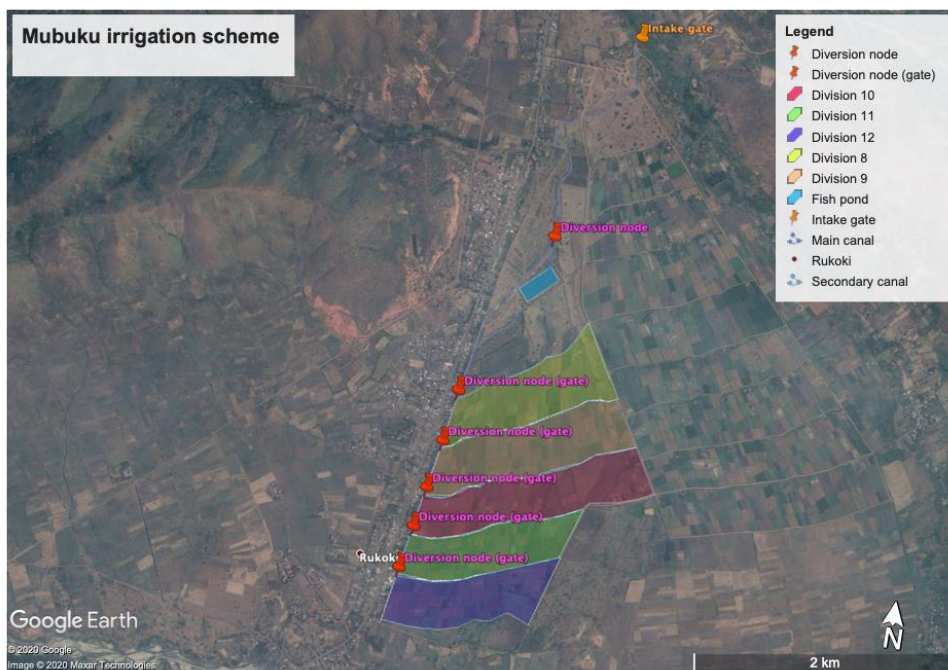 Mubuku irrigation scheme
Intake gate
Legend
Diversion node
Diversion node (gate)
Division 10
Division 11
Division 12
Division 8
Division 9
Fish pond
Intake gate
Main canal
Rukoki
Secondary canal
Diversion node
Diversion node (gate)
Diversion node (gate)
Diversion node (gate)
Diversion node (gate)
Rukoki
Diversion node (gate)
Google Earth
© 2020 Google
Image © 2020 Maxar Technologies
N
2 km